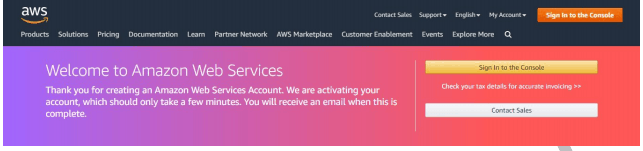 aws
Contact Sales Support English My Account Sign In to the Console
Products Solutions Pricing Documentation Learn Partner Network AWS Marketplace Customer Enablement Events Explore More
Welcome to Amazon Web Services
Thank you for creating an Amazon Web Services Account. We are activating your
account, which should only take a few minutes. You will receive an email when this is
complete.
Sign In to the Console
Check your tax details for accurate invoicing >>
Contact Sales